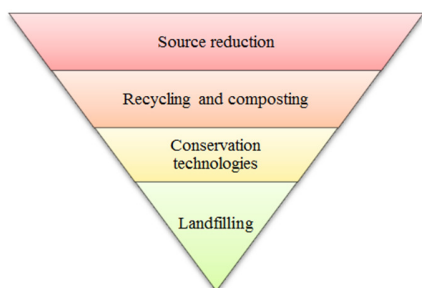 Source reduction
Recycling and composting
Conservation
technologies
Landfilling